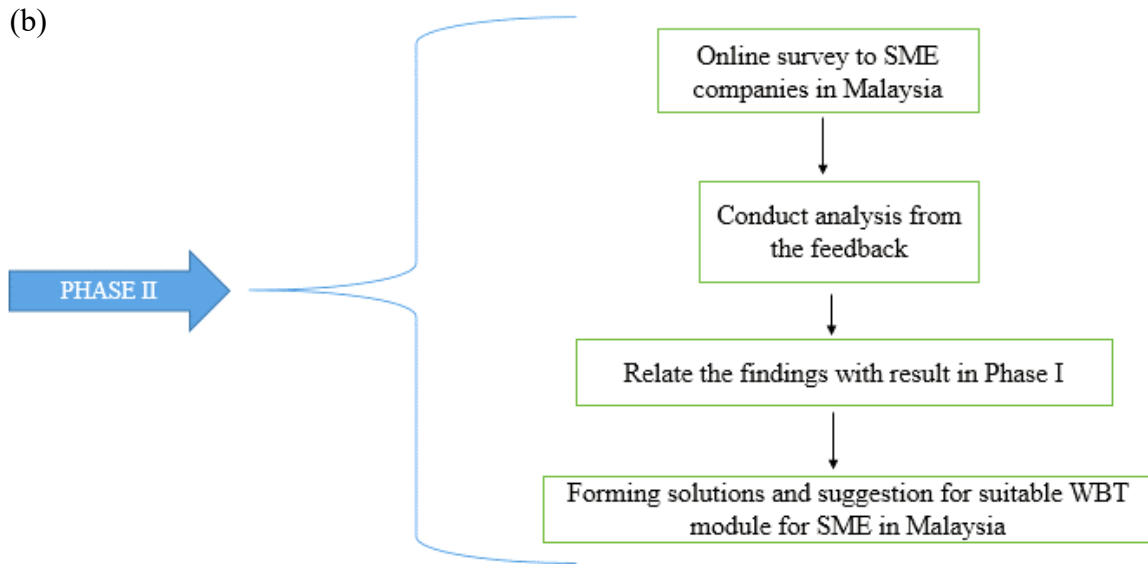 (b)
Online survey to SME
companies in Malaysia
Conduct analysis from
the feedback
PHASE II
Relate the findings with result in Phase I
Forming solutions and suggestion for suitable WBT
module for SME in Malaysia